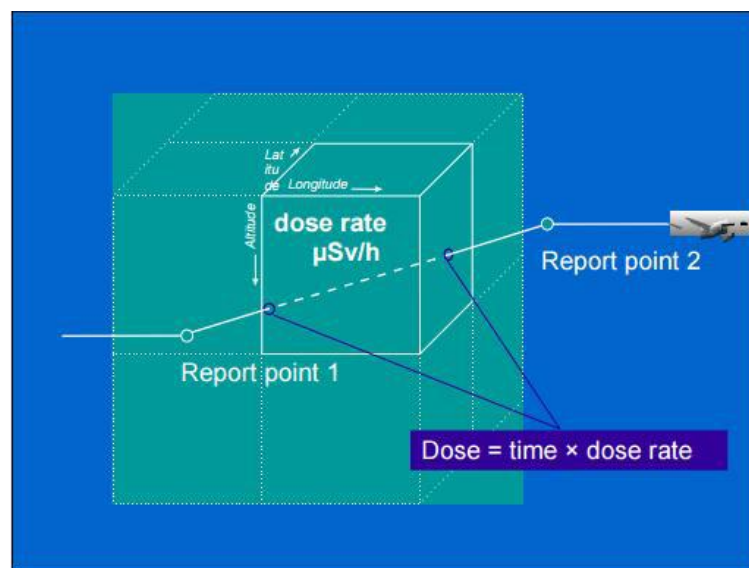 Lat
itu
de
Longitude
Altitude
dose rate
µSv/h
Report point 2
Report point 1
Dose = time × dose rate